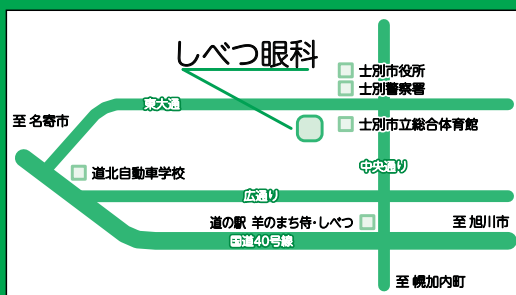 しべつ眼科
士別市役所
士別警察署
東大通
至 名寄市
士別市立総合体育館
中央通り
道北自動車学校
広通り
道の駅 羊のまち侍・しべつ
至 旭川市
国道40号線
至 幌加内町